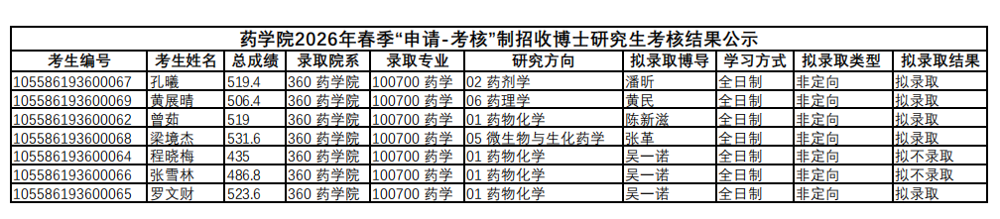 药学院2026年春季“申请-考核”制招收博士研究生考核结果公示
考生编号 考生姓名 总成绩 录取院系 录取专业 研究方向 拟录取博导 学习方式 拟录取类型 拟录取结果
105586193600067 孔曦 519.4 360 药学院 100700 药学 02 药剂学 潘昕 全日制 非定向 拟录取
105586193600069 黄展晴 506.4 360 药学院 100700 药学 06 药理学 黄民 全日制 非定向 拟录取
105586193600062 曾茹 519 360 药学院 100700 药学 01 药物化学 陈新滋 全日制 非定向 拟录取
105586193600068 梁境杰 531.6 360 药学院 100700 药学 05 微生物与生化药学 张革 全日制 非定向 拟录取
105586193600064 程晓梅 435 360 药学院 100700 药学 01 药物化学 吴一诺 全日制 非定向 拟不录取
105586193600066 张雪林 486.8 360 药学院 100700 药学 01 药物化学 吴一诺 全日制 非定向 拟不录取
105586193600065 罗文财 523.6 360 药学院 100700 药学 01 药物化学 吴一诺 全日制 非定向 拟录取